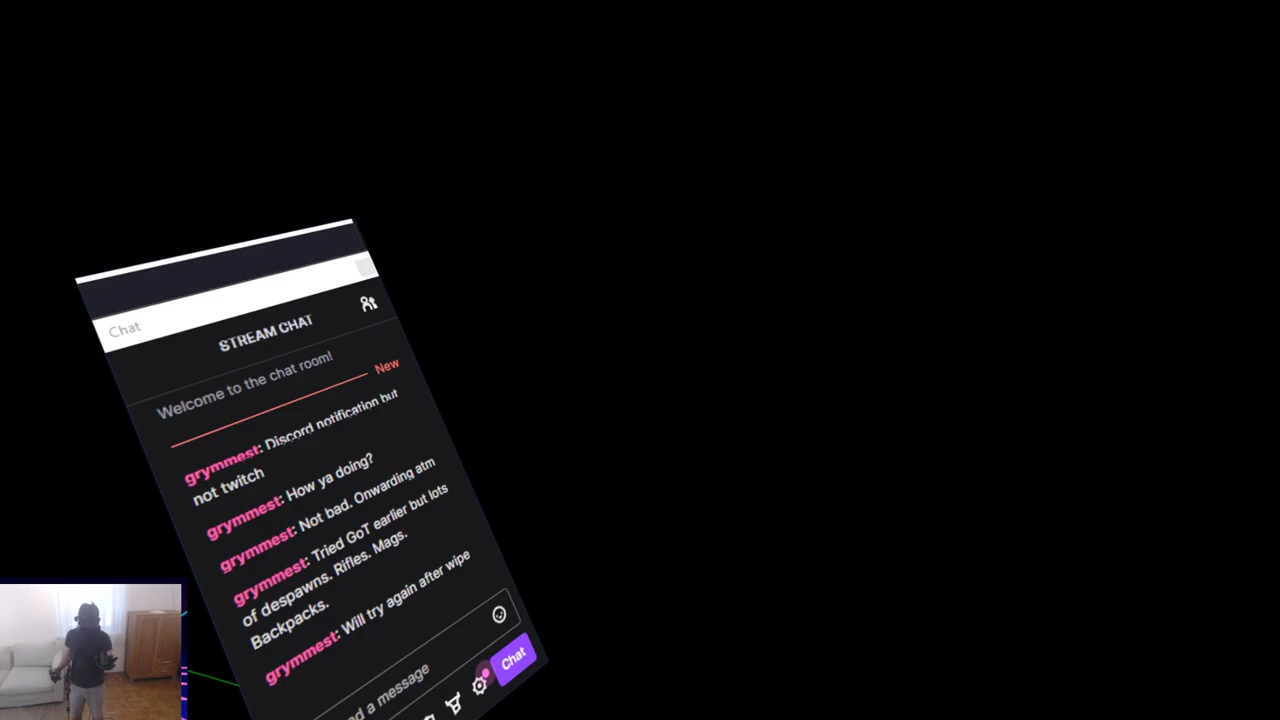 Chat
STREAM CHAT
Welcome to the chat room!
New
grymmest: Discord notification but
not twitch
grymmest: How ya doing?
grymmest: Not bad. Onwarding atm
grymmest: Tried GoT earlier but lots
of despawns. Rifles. Mags.
Backpacks.
grymmest: Will try again after wipe
d a message
Chat